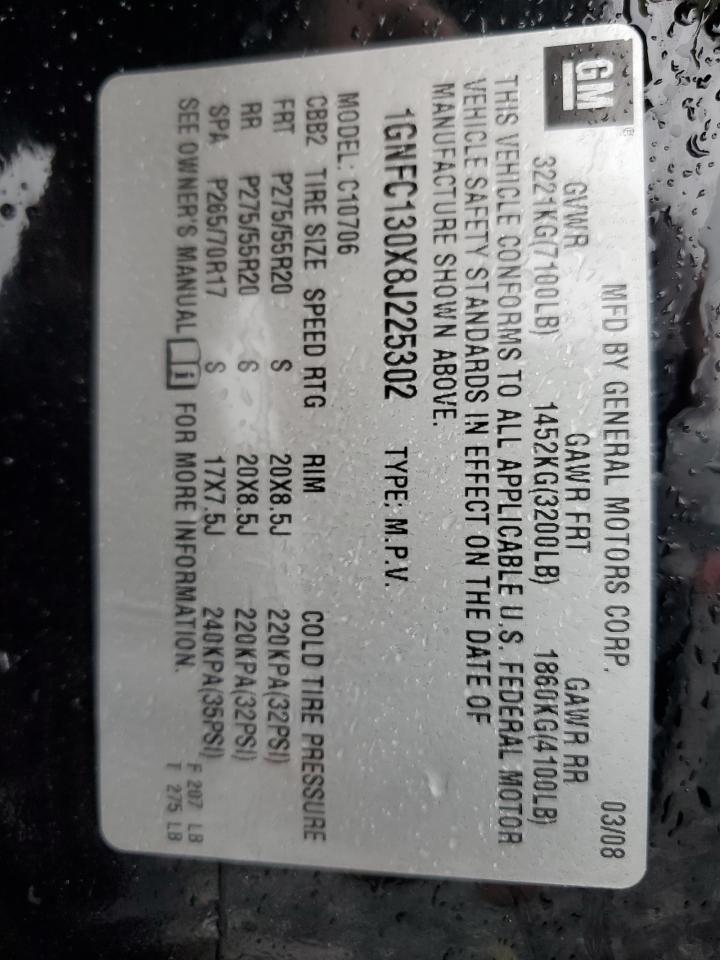 GM
MFD BY GENERAL MOTORS CORP. 03/08
GVWR GAWR FRT GAWR RR
3221KG(7100LB) 1452KG(3200LB) 1860KG(4100LB)
THIS VEHICLE CONFORMS TO ALL APPLICABLE U.S. FEDERAL MOTOR
VEHICLE SAFETY STANDARDS IN EFFECT ON THE DATE OF
MANUFACTURE SHOWN ABOVE.
1GNFC130X8J225302 TYPE: M.P.V.
MODEL: C10706
CBB2 TIRE SIZE SPEED RTG RIM COLD TIRE PRESSURE
FRT P275/55R20 S 20X8.5J 220KPA(32PSI)
RR P275/55R20 S 20X8.5J 220KPA(32PSI)
SPA P265/70R17 S 17X7.5J 240KPA(35PSI)
SEE OWNER'S MANUAL i FOR MORE INFORMATION.
F 207 LB
T 275 LB